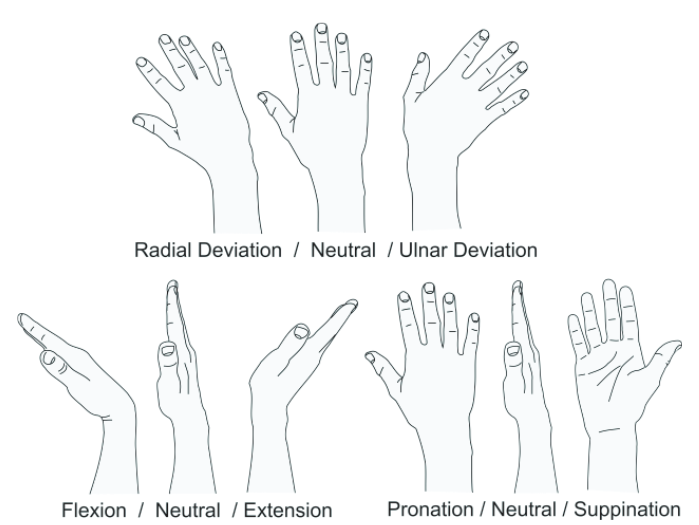 Radial Deviation / Neutral / Ulnar Deviation
Flexion / Neutral / Extension
Pronation / Neutral / Suppination